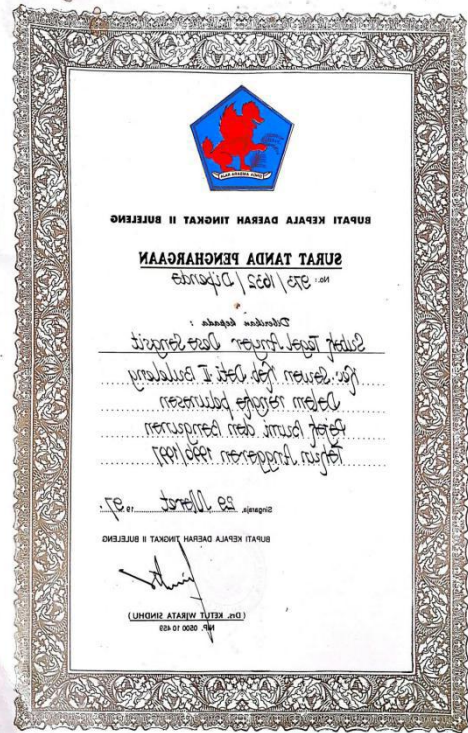 SINGA AMBARA RAJA
BUPATI KEPALA DAERAH TINGKAT II BULELENG
SURAT TANDA PENGHARGAAN
No.: 973/1632/Dipenda
Diberikan kepada :
Subak Tegal Anyar Desa Sangsit
Kec. Sawan Kab Dati II Buleleng
Dalam rangka pelunasan
Pajak Bumi dan Bangunan
Tahun Anggaran 1996/1997
Singaraja, 29 Maret 1997.
BUPATI KEPALA DAERAH TINGKAT II BULELENG
( Drs. KETUT WIRATA SINDHU )
NIP. 0500 10 459